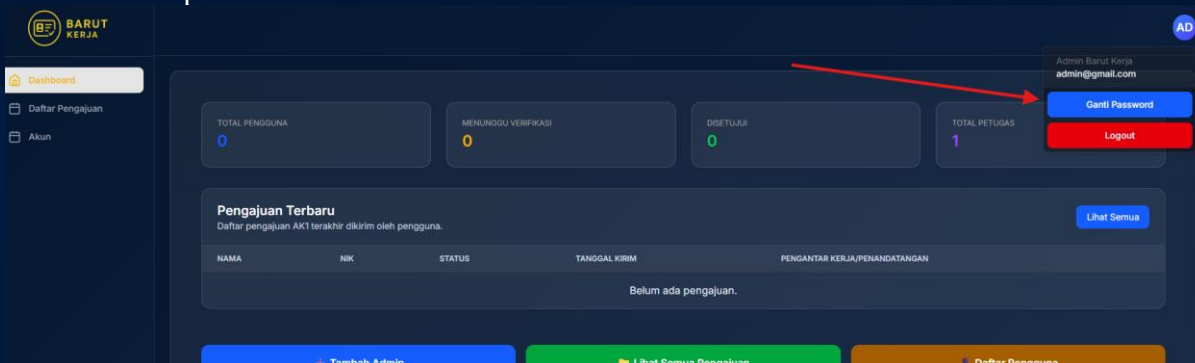 BARUT
KERJA
AD
Dashboard
Daftar Pengajuan
Akun
Admin Barut Kerja
admin@gmail.com
Ganti Password
Logout
TOTAL PENGGUNA
0
MENUNGGU VERIFIKASI
0
DISETUJUI
0
TOTAL PETUGAS
1
Pengajuan Terbaru
Daftar pengajuan AK1 terakhir dikirim oleh pengguna.
Lihat Semua
NAMA NIK STATUS TANGGAL KIRIM PENGANTAR KERJA/PENANDATANGAN
Belum ada pengajuan.
Tambah Admin
Lihat Semua Pengajuan
Daftar Pengguna